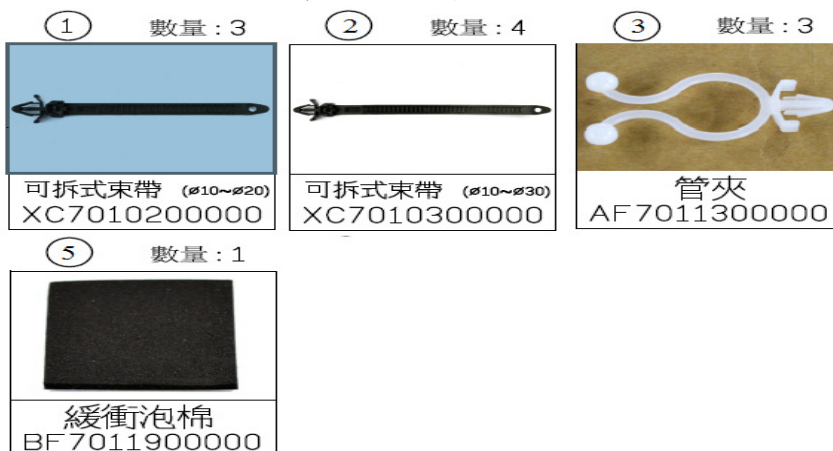 ① 數量：3
② 數量：4
③ 數量：3
可拆式束帶 (ø10~ø20)
XC7010200000
可拆式束帶 (ø10~ø30)
XC7010300000
管夾
AF7011300000
⑤ 數量：1
緩衝泡棉
BF7011900000